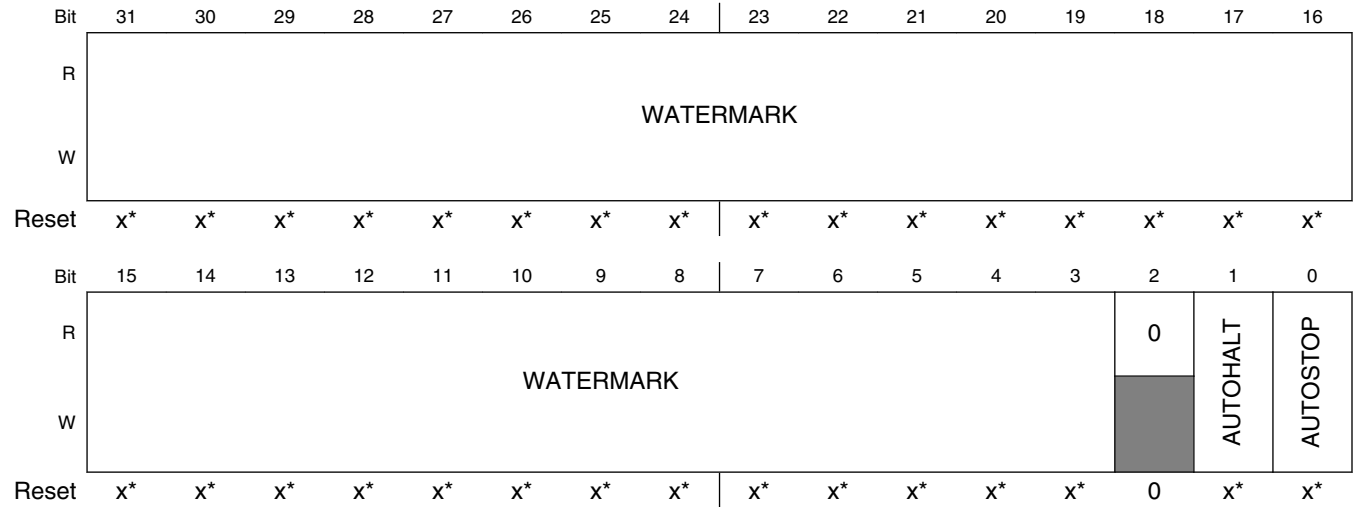 Bit 31 30 29 28 27 26 25 24 23 22 21 20 19 18 17 16
R
WATERMARK
W
Reset x* x* x* x* x* x* x* x* x* x* x* x* x* x* x* x*
Bit 15 14 13 12 11 10 9 8 7 6 5 4 3 2 1 0
R 0
WATERMARK AUTOHALT AUTOSTOP
W
Reset x* x* x* x* x* x* x* x* x* x* x* x* x* 0 x* x*